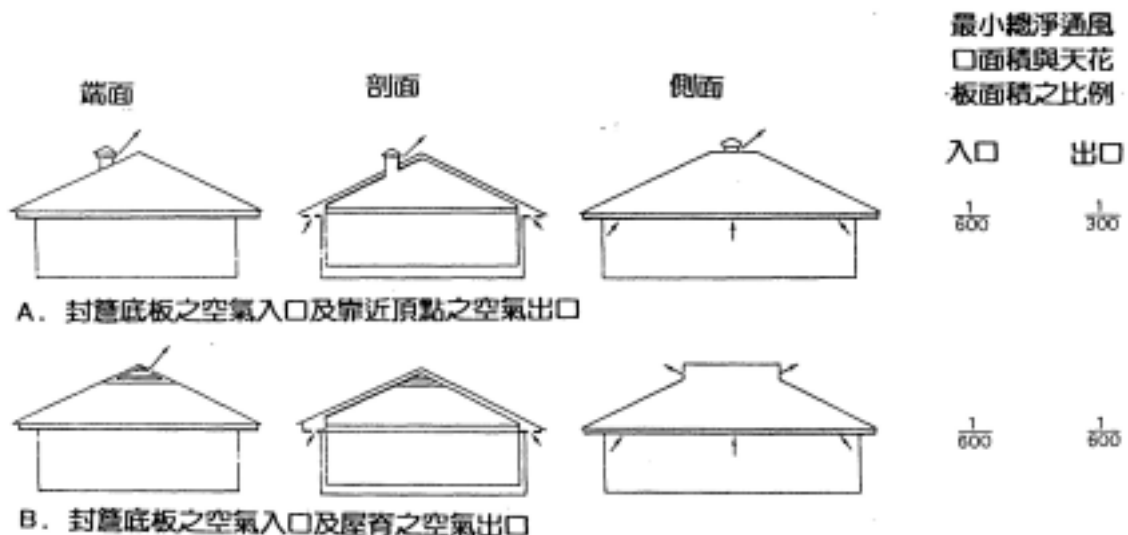 最小總淨通風
口面積與天花
板面積之比例
端面 剖面 側面
入口 出口
1/600 1/300
A. 封簷底板之空氣入口及靠近頂點之空氣出口
1/600 1/600
B. 封簷底板之空氣入口及屋脊之空氣出口